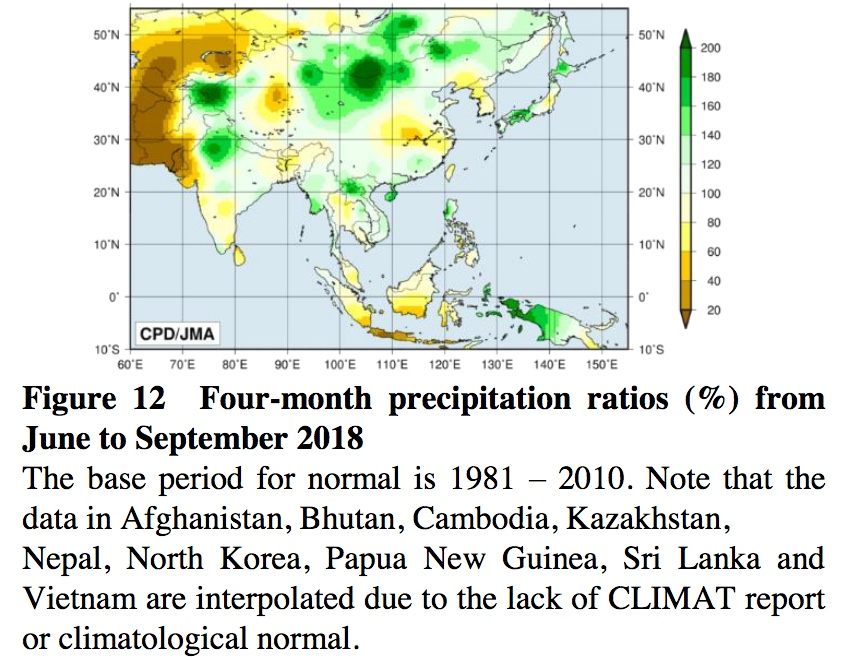 50°N
40°N
30°N
20°N
10°N
0°
10°S
60°E 70°E 80°E 90°E 100°E 110°E 120°E 130°E 140°E 150°E
CPD/JMA
50°N
40°N
30°N
20°N
10°N
0°
10°S
200
180
160
140
120
100
80
60
40
20
Figure 12 Four-month precipitation ratios (%) from
June to September 2018
The base period for normal is 1981 – 2010. Note that the
data in Afghanistan, Bhutan, Cambodia, Kazakhstan,
Nepal, North Korea, Papua New Guinea, Sri Lanka and
Vietnam are interpolated due to the lack of CLIMAT report
or climatological normal.